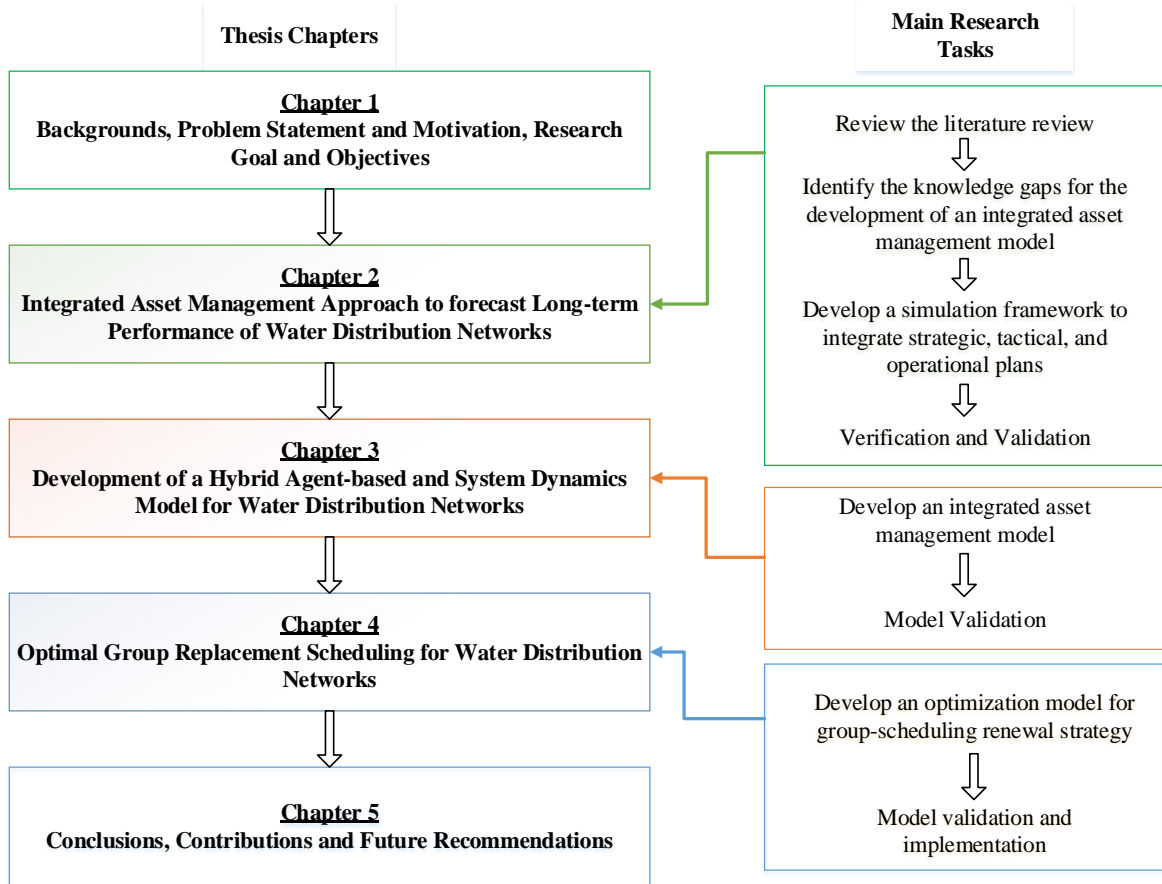 Thesis Chapters
Chapter 1
Backgrounds, Problem Statement and Motivation, Research
Goal and Objectives
Chapter 2
Integrated Asset Management Approach to forecast Long-term
Performance of Water Distribution Networks
Chapter 3
Development of a Hybrid Agent-based and System Dynamics
Model for Water Distribution Networks
Chapter 4
Optimal Group Replacement Scheduling for Water Distribution
Networks
Chapter 5
Conclusions, Contributions and Future Recommendations
Main Research
Tasks
Review the literature review
Identify the knowledge gaps for the
development of an integrated asset
management model
Develop a simulation framework to
integrate strategic, tactical, and
operational plans
Verification and Validation
Develop an integrated asset
management model
Model Validation
Develop an optimization model for
group-scheduling renewal strategy
Model validation and
implementation